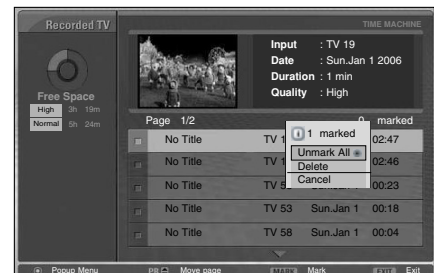 Recorded TV
TIME MACHINE
Input : TV 19
Date : Sun.Jan 1 2006
Duration : 1 min
Quality : High
Free Space
High 3h 19m
Normal 5h 24m
Page 1/2
0 marked
No Title TV 1 02:47
No Title TV 1 02:46
No Title TV 5 00:23
No Title TV 53 Sun.Jan 1 00:18
No Title TV 58 Sun.Jan 1 00:04
1 marked
Unmark All
Delete
Cancel
Popup Menu
PR Move page
MARK Mark
EXIT Exit